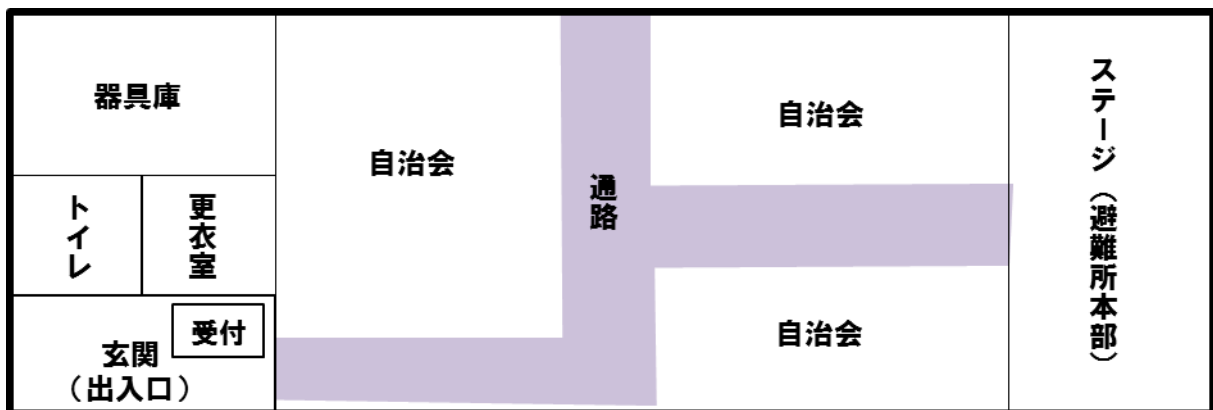 器具庫
トイレ
更衣室
受付
玄関
（出入口）
自治会
通路
自治会
自治会
ステージ（避難所本部）